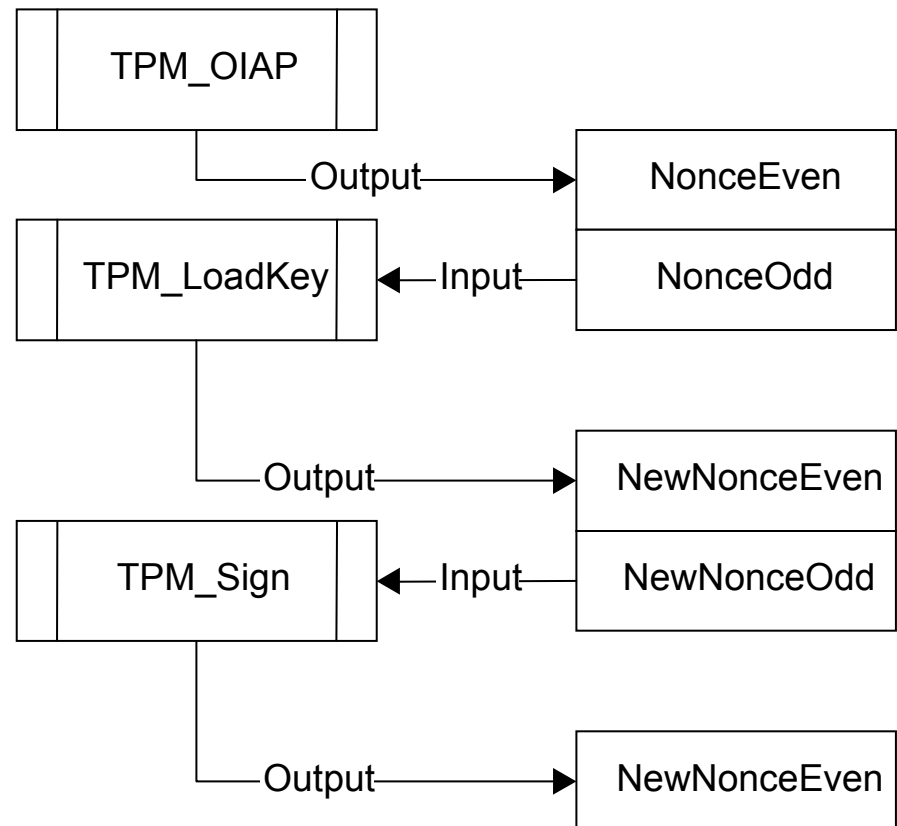 TPM_OIAP
Output
NonceEven
TPM_LoadKey
Input
NonceOdd
Output
NewNonceEven
TPM_Sign
Input
NewNonceOdd
Output
NewNonceEven